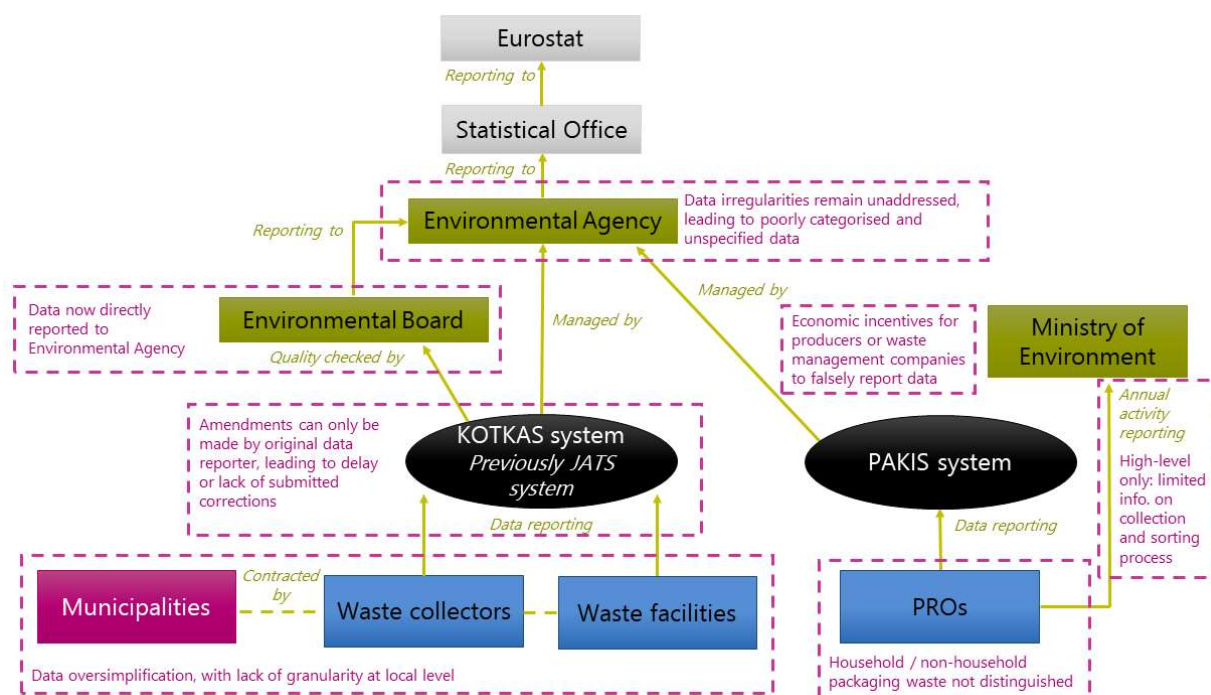 Eurostat
Reporting to
Statistical Office
Reporting to
Environmental Agency
Data irregularities remain unaddressed,
leading to poorly categorised and
unspecified data
Reporting to
Data now directly
reported to
Environmental Agency
Environmental Board
Quality checked by
Managed by
Managed by
Economic incentives for
producers or waste
management companies
to falsely report data
Ministry of
Environment
Annual
activity
reporting
High-level
only: limited
info. on
collection
and sorting
process
Amendments can only be
made by original data
reporter, leading to delay
or lack of submitted
corrections
KOTKAS system
Previously JATS
system
PAKIS system
Data reporting
Data reporting
Municipalities
Contracted
by
Waste collectors
Waste facilities
PROs
Data oversimplification, with lack of granularity at local level
Household / non-household
packaging waste not distinguished